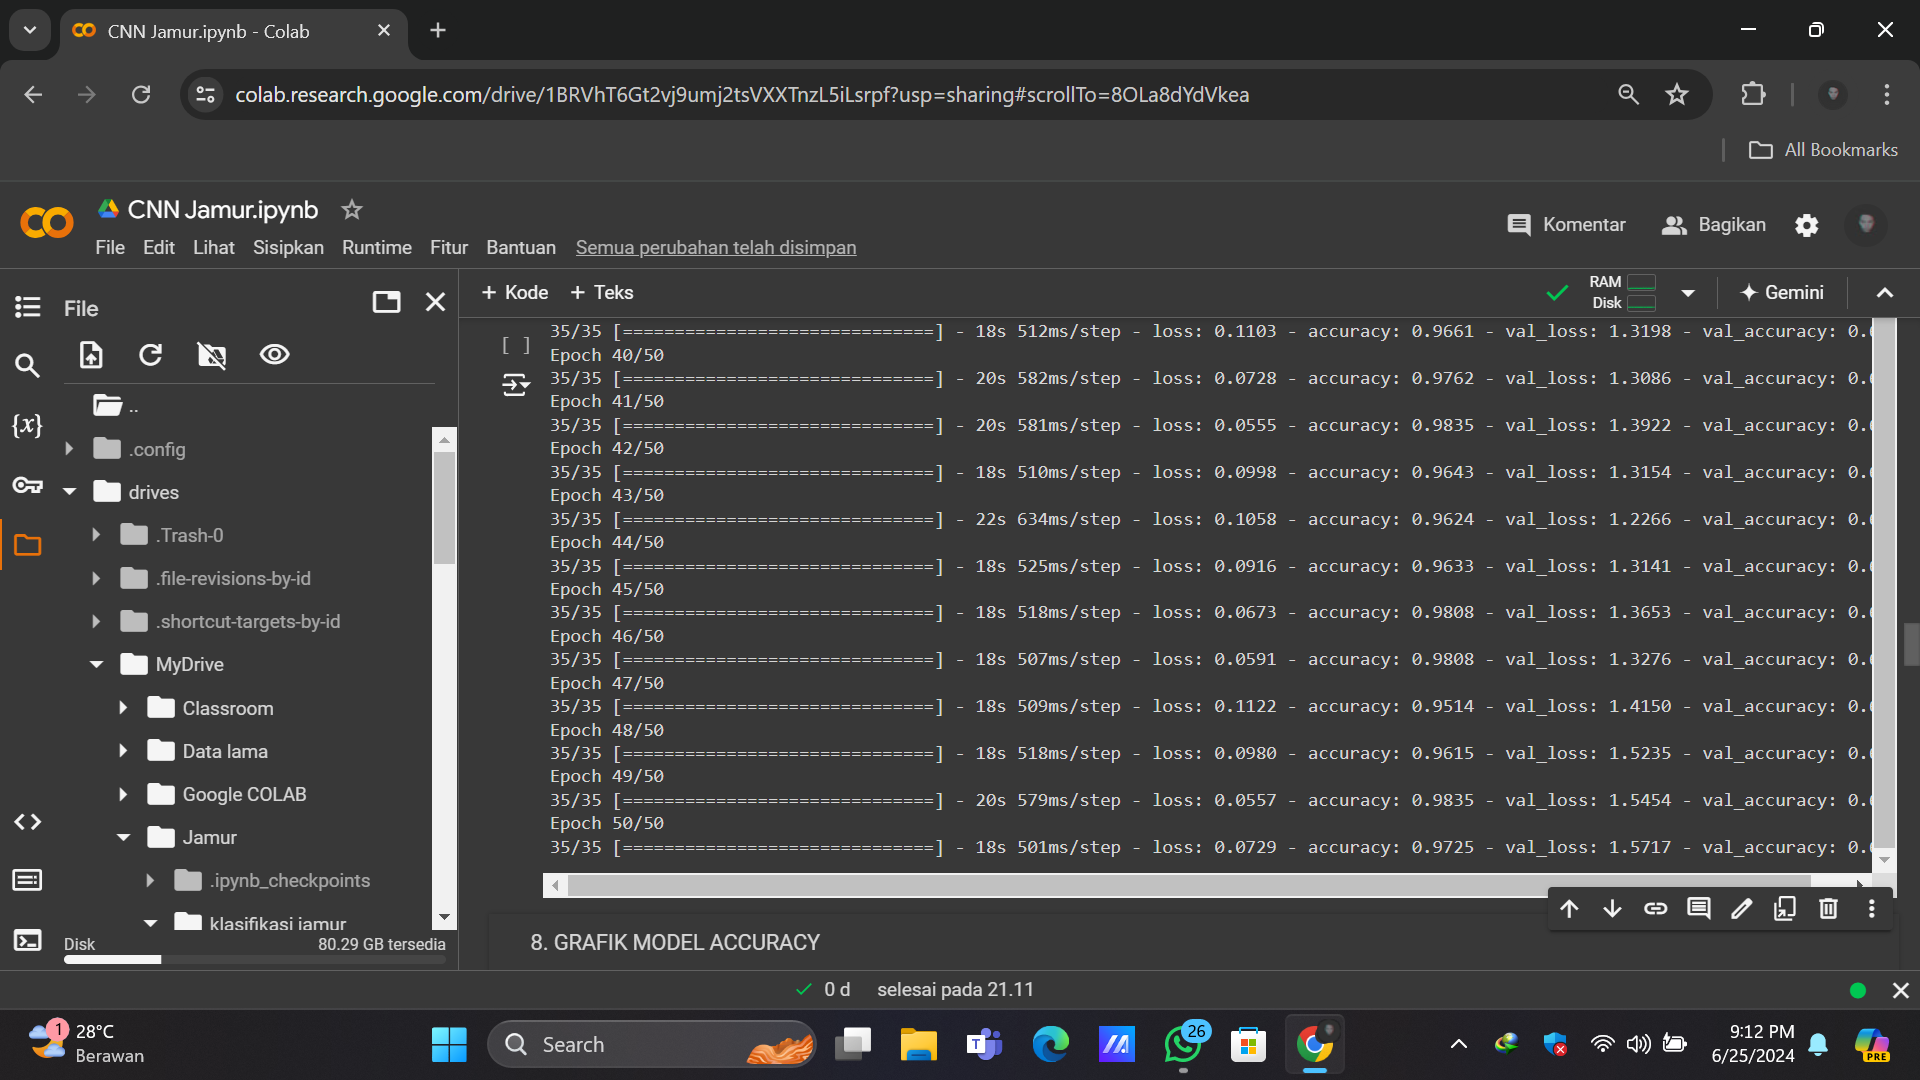 CNN Jamur.ipynb - Colab
colab.research.google.com/drive/1BRVhT6Gt2vj9umj2tsVXXTnzL5iLsrpf?usp=sharing#scrollTo=8OLa8dYdVkea
All Bookmarks
CNN Jamur.ipynb
Komentar
Bagikan
File Edit Lihat Sisipkan Runtime Fitur Bantuan Semua perubahan telah disimpan
File
+ Kode + Teks
RAM
Disk
Gemini
{x}
..
.config
drives
.Trash-0
.file-revisions-by-id
.shortcut-targets-by-id
MyDrive
Classroom
Data lama
Google COLAB
Jamur
.ipynb_checkpoints
klasifikasi jamur
Disk 80.29 GB tersedia
[ ]
35/35 [==============================] - 18s 512ms/step - loss: 0.1103 - accuracy: 0.9661 - val_loss: 1.3198 - val_accuracy: 0.
Epoch 40/50
35/35 [==============================] - 20s 582ms/step - loss: 0.0728 - accuracy: 0.9762 - val_loss: 1.3086 - val_accuracy: 0.
Epoch 41/50
35/35 [==============================] - 20s 581ms/step - loss: 0.0555 - accuracy: 0.9835 - val_loss: 1.3922 - val_accuracy: 0.
Epoch 42/50
35/35 [==============================] - 18s 510ms/step - loss: 0.0998 - accuracy: 0.9643 - val_loss: 1.3154 - val_accuracy: 0.
Epoch 43/50
35/35 [==============================] - 22s 634ms/step - loss: 0.1058 - accuracy: 0.9624 - val_loss: 1.2266 - val_accuracy: 0.
Epoch 44/50
35/35 [==============================] - 18s 525ms/step - loss: 0.0916 - accuracy: 0.9633 - val_loss: 1.3141 - val_accuracy: 0.
Epoch 45/50
35/35 [==============================] - 18s 518ms/step - loss: 0.0673 - accuracy: 0.9808 - val_loss: 1.3653 - val_accuracy: 0.
Epoch 46/50
35/35 [==============================] - 18s 507ms/step - loss: 0.0591 - accuracy: 0.9808 - val_loss: 1.3276 - val_accuracy: 0.
Epoch 47/50
35/35 [==============================] - 18s 509ms/step - loss: 0.1122 - accuracy: 0.9514 - val_loss: 1.4150 - val_accuracy: 0.
Epoch 48/50
35/35 [==============================] - 18s 518ms/step - loss: 0.0980 - accuracy: 0.9615 - val_loss: 1.5235 - val_accuracy: 0.
Epoch 49/50
35/35 [==============================] - 20s 579ms/step - loss: 0.0557 - accuracy: 0.9835 - val_loss: 1.5454 - val_accuracy: 0.
Epoch 50/50
35/35 [==============================] - 18s 501ms/step - loss: 0.0729 - accuracy: 0.9725 - val_loss: 1.5717 - val_accuracy: 0.
8. GRAFIK MODEL ACCURACY
0 d selesai pada 21.11
1
28°C
Berawan
Search
T
26
9:12 PM
6/25/2024
PRE